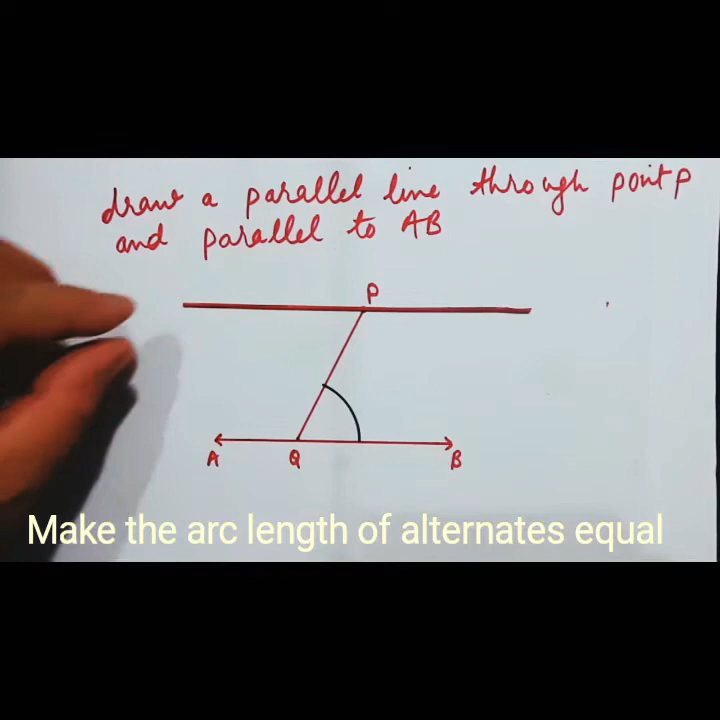 draw a parallel line through point P
and parallel to AB
P
A Q B
Make the arc length of alternates equal